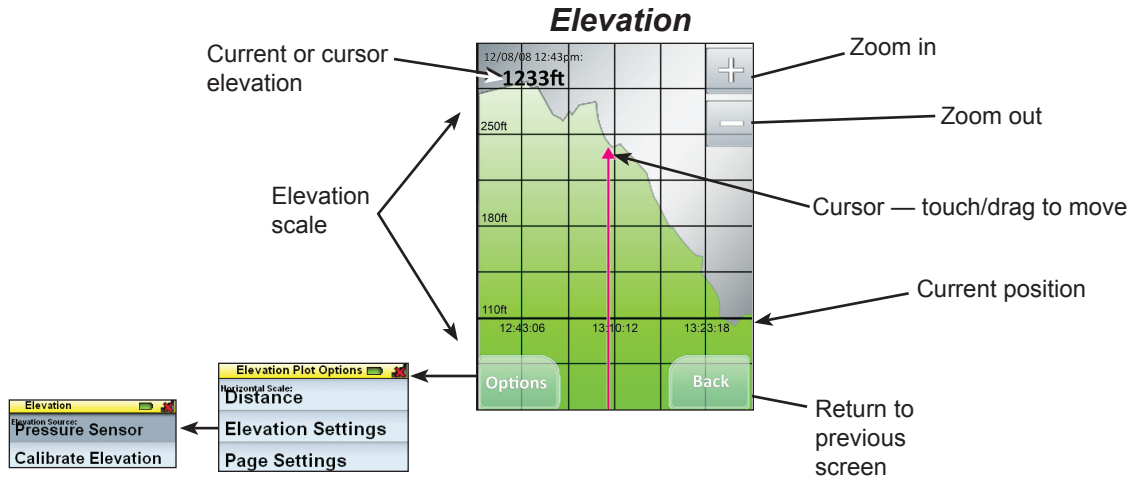 Elevation
Current or cursor
elevation
12/08/08 12:43pm:
1233ft
Zoom in
Zoom out
250ft
Elevation
scale
Cursor — touch/drag to move
180ft
Current position
110ft
12:43:06 13:10:12 13:23:18
Options
Back
Return to
previous
screen
Elevation Plot Options
Horizontal Scale:
Distance
Elevation Settings
Page Settings
Elevation
Elevation Source:
Pressure Sensor
Calibrate Elevation